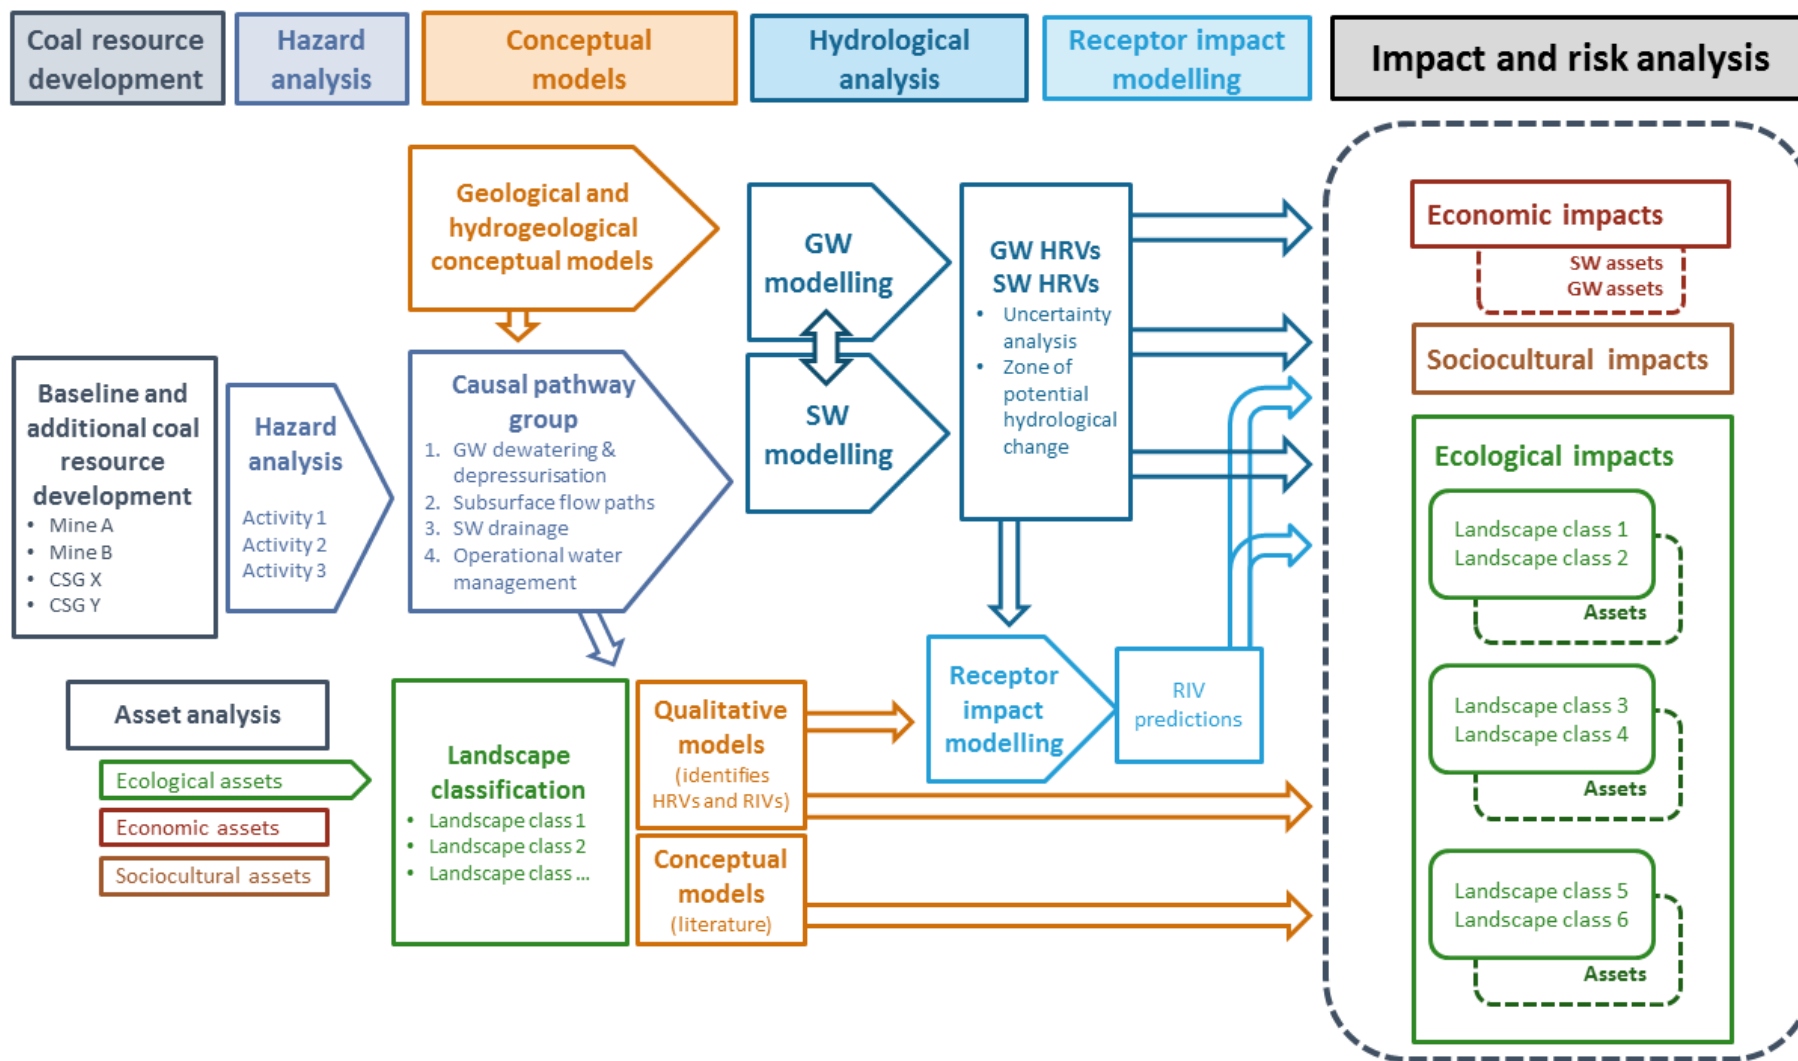 Coal resource
development
Hazard
analysis
Conceptual
models
Hydrological
analysis
Receptor impact
modelling
Impact and risk analysis
Geological and
hydrogeological
conceptual models
GW
modelling
SW
modelling
GW HRVs
SW HRVs
• Uncertainty
analysis
• Zone of
potential
hydrological
change
Baseline and
additional coal
resource
development
• Mine A
• Mine B
• CSG X
• CSG Y
Hazard
analysis
Activity 1
Activity 2
Activity 3
Causal pathway
group
1. GW dewatering &
depressurisation
2. Subsurface flow paths
3. SW drainage
4. Operational water
management
Asset analysis
Ecological assets
Economic assets
Sociocultural assets
Landscape
classification
• Landscape class 1
• Landscape class 2
• Landscape class ...
Qualitative
models
(identifies
HRVs and RIVs)
Conceptual
models
(literature)
Receptor
impact
modelling
RIV
predictions
Economic impacts
SW assets
GW assets
Sociocultural impacts
Ecological impacts
Landscape class 1
Landscape class 2
Assets
Landscape class 3
Landscape class 4
Assets
Landscape class 5
Landscape class 6
Assets